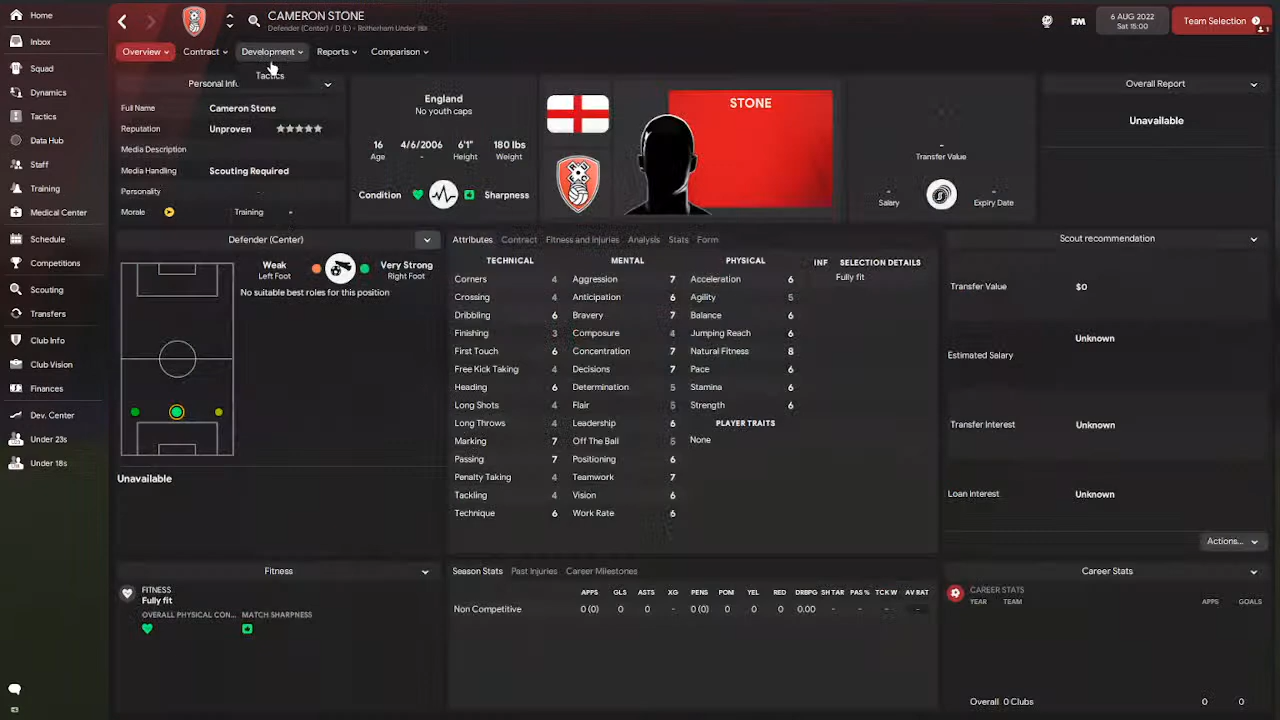 Home
Inbox
Squad
Dynamics
Tactics
Data Hub
Staff
Training
Medical Center
Schedule
Competitions
Scouting
Transfers
Club Info
Club Vision
Finances
Dev. Center
Under 23s
Under 18s
CAMERON STONE
Defender (Center) / D (L) - Rotherham Under 18s
FM
6 AUG 2022
Sat 15:00
Team Selection
1
Overview
Contract
Development
Reports
Comparison
Tactics
Full Name Cameron Stone
Reputation Unproven
Media Description
Media Handling Scouting Required
Personality -
Morale Training -
England
No youth caps
16 4/6/2006 6'1" 180 lbs
Age - Height Weight
Condition Sharpness
STONE
-
Transfer Value
- -
Salary Expiry Date
Overall Report
Unavailable
Defender (Center)
Weak
Left Foot
Very Strong
Right Foot
No suitable best roles for this position
Unavailable
Attributes Contract Fitness and Injuries Analysis Stats Form
TECHNICAL MENTAL PHYSICAL
Corners 4 Aggression 7 Acceleration 6
Crossing 4 Anticipation 6 Agility 5
Dribbling 6 Bravery 7 Balance 6
Finishing 3 Composure 4 Jumping Reach 6
First Touch 6 Concentration 7 Natural Fitness 8
Free Kick Taking 4 Decisions 7 Pace 6
Heading 6 Determination 5 Stamina 6
Long Shots 4 Flair 5 Strength 6
Long Throws 4 Leadership 6 PLAYER TRAITS
Marking 7 Off The Ball 5 None
Passing 7 Positioning 6
Penalty Taking 4 Teamwork 7
Tackling 4 Vision 6
Technique 6 Work Rate 6
INF SELECTION DETAILS
Fully fit
Scout recommendation
Transfer Value $0
Unknown
Estimated Salary
Transfer Interest Unknown
Loan Interest Unknown
Actions...
Fitness
FITNESS
Fully fit
OVERALL PHYSICAL CON... MATCH SHARPNESS
Season Stats Past Injuries Career Milestones
APPS GLS ASTS XG PENS POM YEL RED DRBPG SH TAR PAS % TCK W AV RAT
Non Competitive 0 (0) 0 0 - 0 (0) 0 0 0 0.00 - - - -
Career Stats
CAREER STATS
YEAR TEAM APPS GOALS
Overall 0 Clubs 0 0